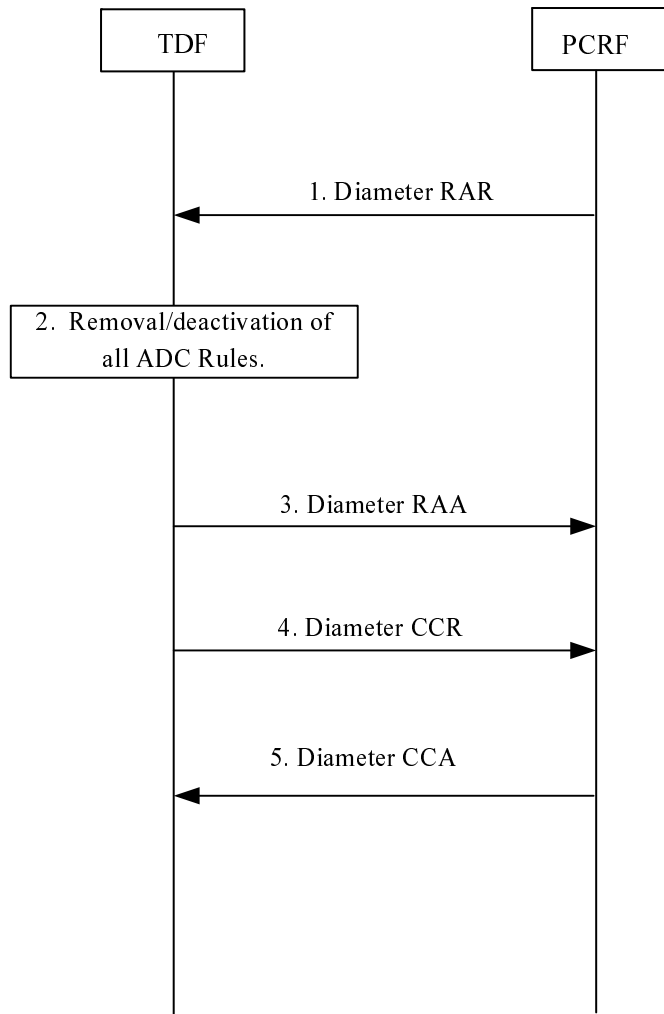 TDF
PCRF
1. Diameter RAR
2. Removal/deactivation of
all ADC Rules.
3. Diameter RAA
4. Diameter CCR
5. Diameter CCA